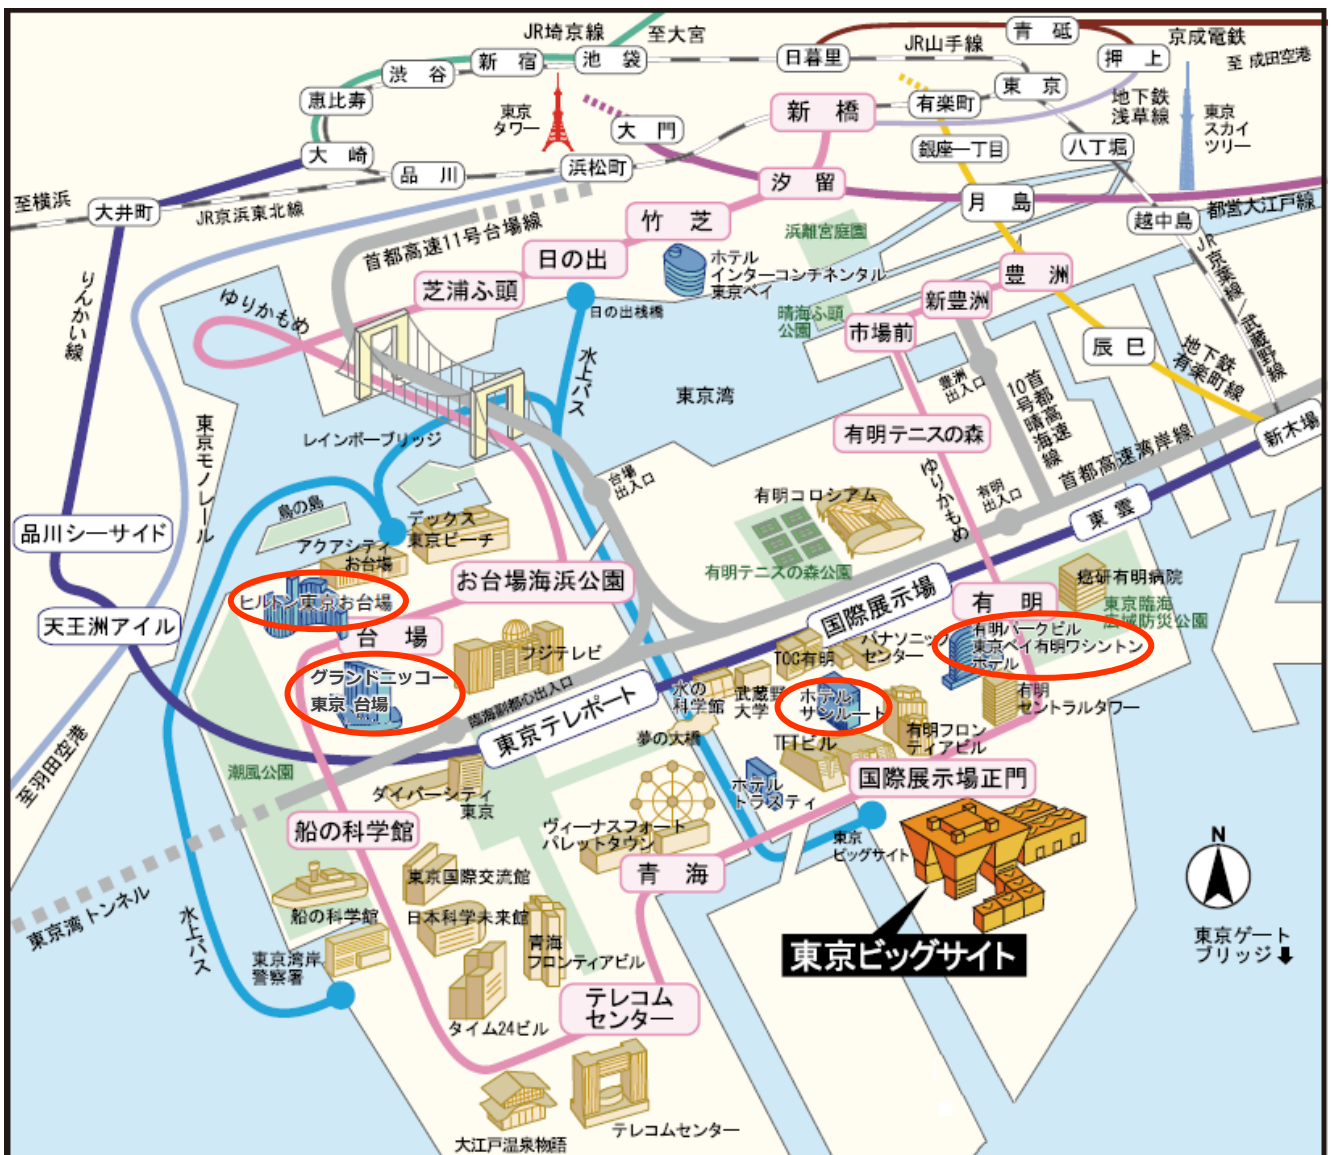 JR埼京線
至大宮
青砥
京成電鉄
至 成田空港
渋谷
新宿
池袋
日暮里
JR山手線
押上
恵比寿
東京
タワー
有楽町
東京
地下鉄
浅草線
東京
スカイ
ツリー
新橋
大門
大崎
品川
浜松町
銀座一丁目
八丁堀
汐留
至横浜
大井町
JR京浜東北線
月島
越中島
都営大江戸線
竹芝
首都高速11号台場線
浜離宮庭園
日の出
ホテル
インターコンチネンタル
東京ベイ
JR京葉線/武蔵野線
りんかい線
ゆりかもめ
芝浦ふ頭
日の出桟橋
豊洲
新豊洲
晴海ふ頭
公園
市場前
辰巳
地下鉄
有楽町線
水上バス
東京湾
豊洲
出入口
首都高速
10号晴海線
新木場
東京モノレール
レインボーブリッジ
有明テニスの森
首都高速湾岸線
台場
出入口
ゆりかもめ
有明
出入口
有明コロシアム
鳥の島
デックス
東京ビーチ
アクアシティ
お台場
品川シーサイド
東雲
有明テニスの森公園
お台場海浜公園
癌研有明病院
ヒルトン東京お台場
国際展示場
有明
東京臨海
広域防災公園
天王洲アイル
台場
フジテレビ
TOC有明
パナソニック
センター
有明パークビル
東京ベイ有明ワシントン
ホテル
グランドニッコー
東京 台場
臨海副都心出入口
東京テレポート
水の
科学館
武蔵野
大学
ホテル
サンルート
有明
セントラルタワー
夢の大橋
TFTビル
有明フロン
ティアビル
至羽田空港
潮風公園
ダイバーシティ
東京
ホテル
トラスティ
国際展示場正門
船の科学館
ヴィーナスフォート
パレットタウン
東京
ビッグサイト
青海
N
東京国際交流館
東京湾トンネル
水上バス
船の科学館
日本科学未来館
東京ゲート
ブリッジ
東京湾岸
警察署
青海
フロンティアビル
東京ビッグサイト
テレコム
センター
タイム24ビル
テレコムセンター
大江戸温泉物語